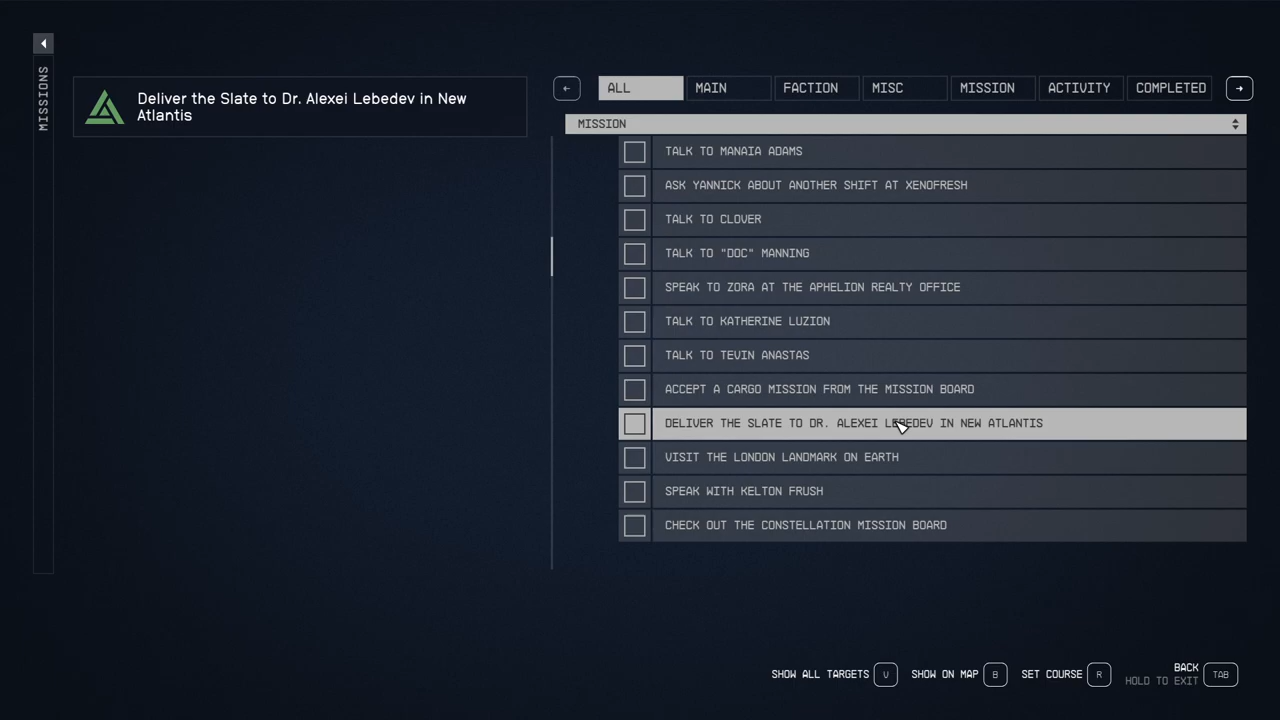 MISSIONS
Deliver the Slate to Dr. Alexei Lebedev in New
Atlantis
ALL MAIN FACTION MISC MISSION ACTIVITY COMPLETED
MISSION
TALK TO MANAIA ADAMS
ASK YANNICK ABOUT ANOTHER SHIFT AT XENOFRESH
TALK TO CLOVER
TALK TO "DOC" MANNING
SPEAK TO ZORA AT THE APHELION REALTY OFFICE
TALK TO KATHERINE LUZION
TALK TO TEVIN ANASTAS
ACCEPT A CARGO MISSION FROM THE MISSION BOARD
DELIVER THE SLATE TO DR. ALEXEI LEBEDEV IN NEW ATLANTIS
VISIT THE LONDON LANDMARK ON EARTH
SPEAK WITH KELTON FRUSH
CHECK OUT THE CONSTELLATION MISSION BOARD
SHOW ALL TARGETS V SHOW ON MAP B SET COURSE R BACK TAB
HOLD TO EXIT